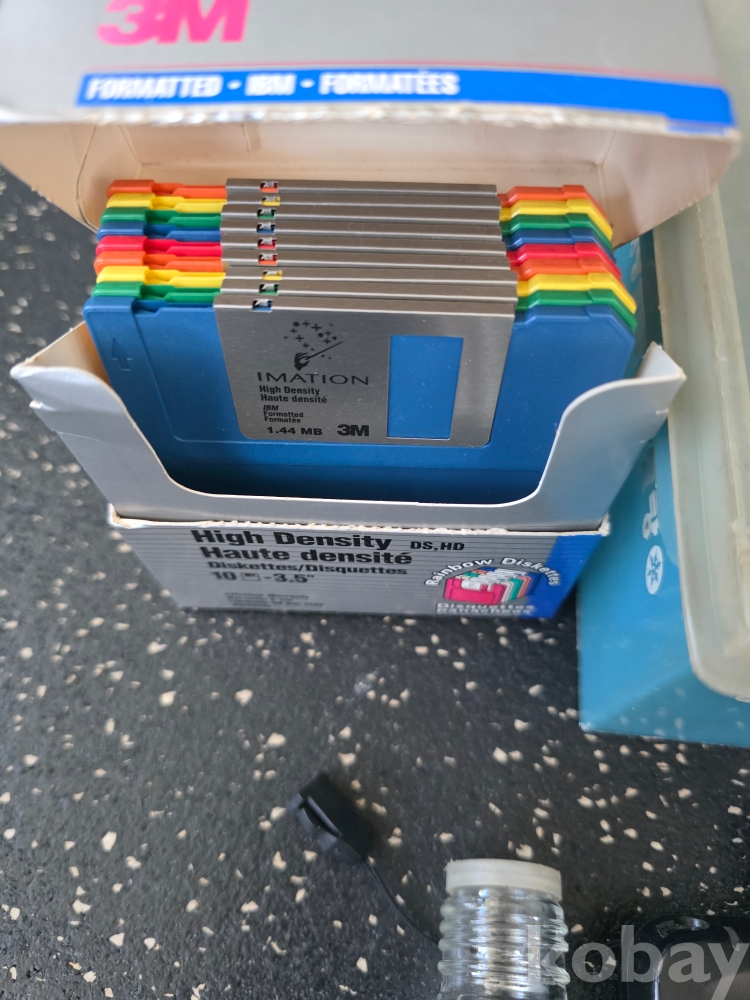 3M
FORMATTED • IBM • FORMATÉES
IMATION
High Density
Haute densité
IBM
Formatted
Formatée
1.44 MB 3M
High Density DS,HD
Haute densité
Diskettes/Disquettes
10 -3.5"
Rainbow Diskettes
Disquettes
kobay